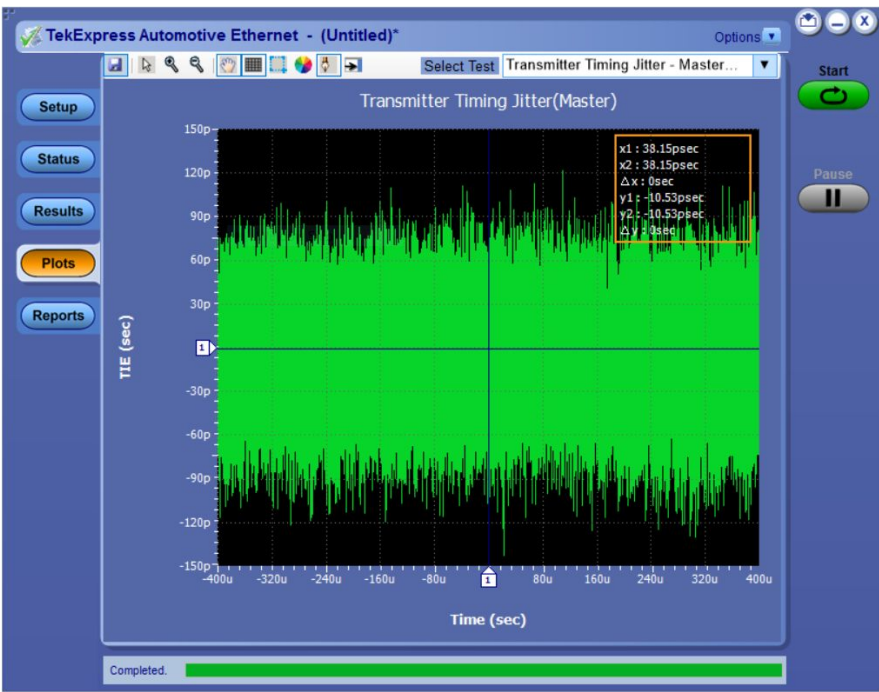 TekExpress Automotive Ethernet - (Untitled)*
Options
Select Test Transmitter Timing Jitter - Master...
Start
Pause
Setup
Status
Results
Plots
Reports
Transmitter Timing Jitter(Master)
x1 : 38.15psec
x2 : 38.15psec
Δx : 0sec
y1 : -10.53psec
y2 : -10.53psec
Δy : 0sec
150p
120p
90p
60p
30p
1
-30p
-60p
-90p
-120p
-150p
TIE (sec)
-400u -320u -240u -160u -80u 1 80u 160u 240u 320u 400u
Time (sec)
Completed.